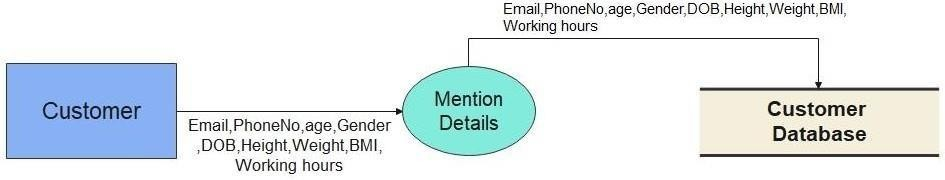 Email,PhoneNo,age,Gender,DOB,Height,Weight,BMI,
Working hours
Customer
Email,PhoneNo,age,Gender
,DOB,Height,Weight,BMI,
Working hours
Mention
Details
Customer
Database